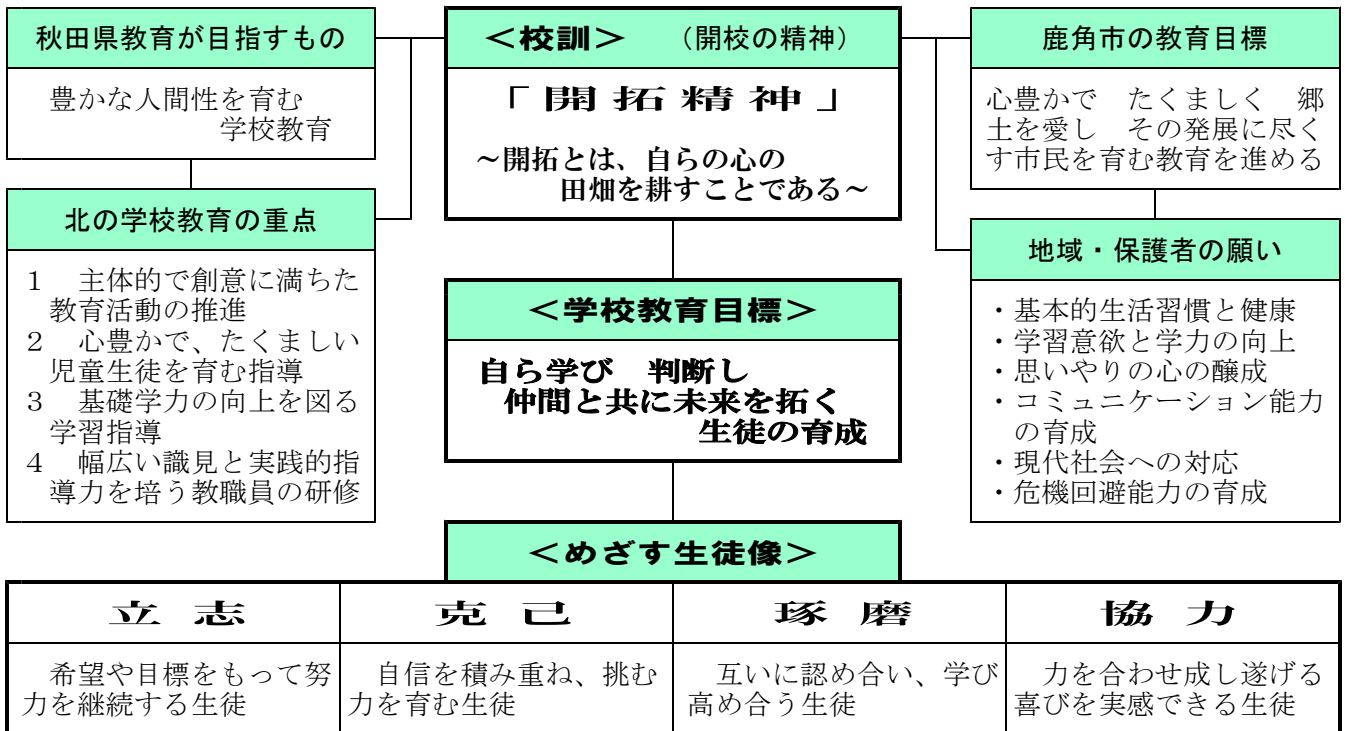 秋田県教育が目指すもの
豊かな人間性を育む
学校教育
北の学校教育の重点
1　主体的で創意に満ちた
教育活動の推進
2　心豊かで、たくましい
児童生徒を育む指導
3　基礎学力の向上を図る
学習指導
4　幅広い識見と実践的指
導力を培う教職員の研修
＜校訓＞　（開校の精神）
「開拓精神」
～開拓とは、自らの心の
田畑を耕すことである～
＜学校教育目標＞
自ら学び　判断し
仲間と共に未来を拓く
生徒の育成
鹿角市の教育目標
心豊かで　たくましく　郷
土を愛し　その発展に尽く
す市民を育む教育を進める
地域・保護者の願い
・基本的生活習慣と健康
・学習意欲と学力の向上
・思いやりの心の醸成
・コミュニケーション能力
の育成
・現代社会への対応
・危機回避能力の育成
＜めざす生徒像＞
立志
希望や目標をもって努
力を継続する生徒
克己
自信を積み重ね、挑む
力を育む生徒
琢磨
互いに認め合い、学び
高め合う生徒
協力
力を合わせ成し遂げる
喜びを実感できる生徒